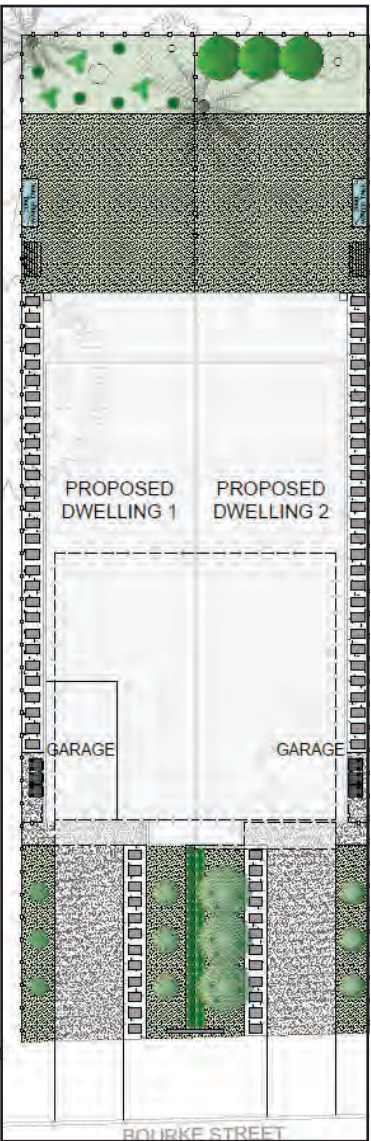 PROPOSED
DWELLING 1
PROPOSED
DWELLING 2
GARAGE
GARAGE
BOURKE STREET